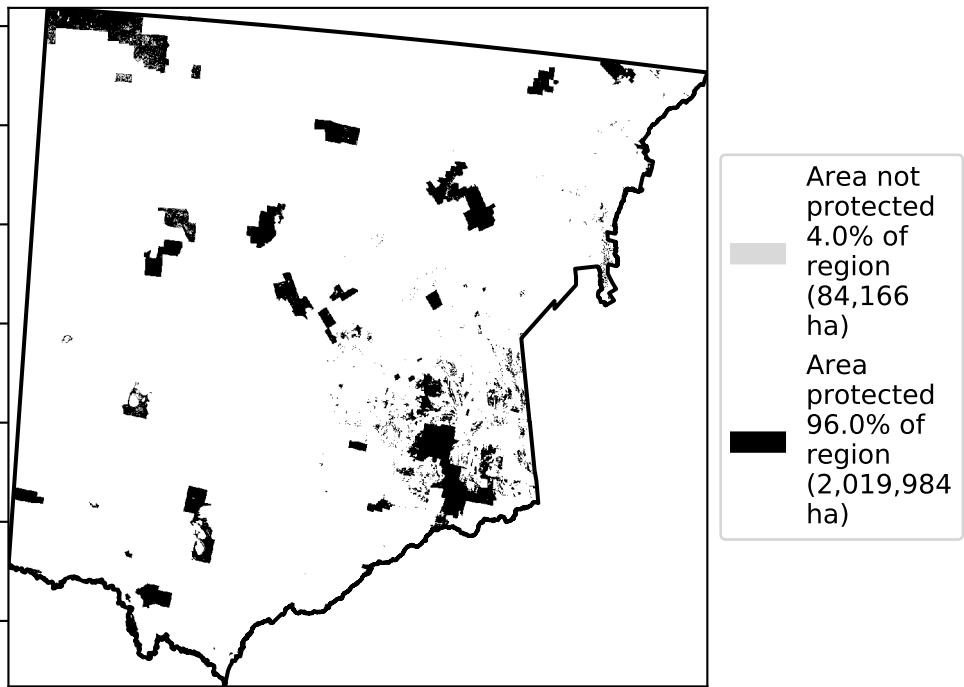 Area not
protected
4.0% of
region
(84,166
ha)
Area
protected
96.0% of
region
(2,019,984
ha)